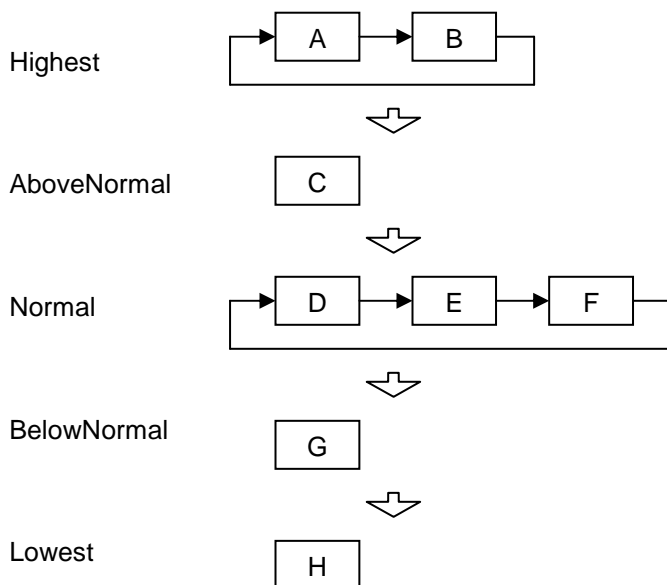 Highest
A B
AboveNormal
C
Normal
D E F
BelowNormal
G
Lowest
H